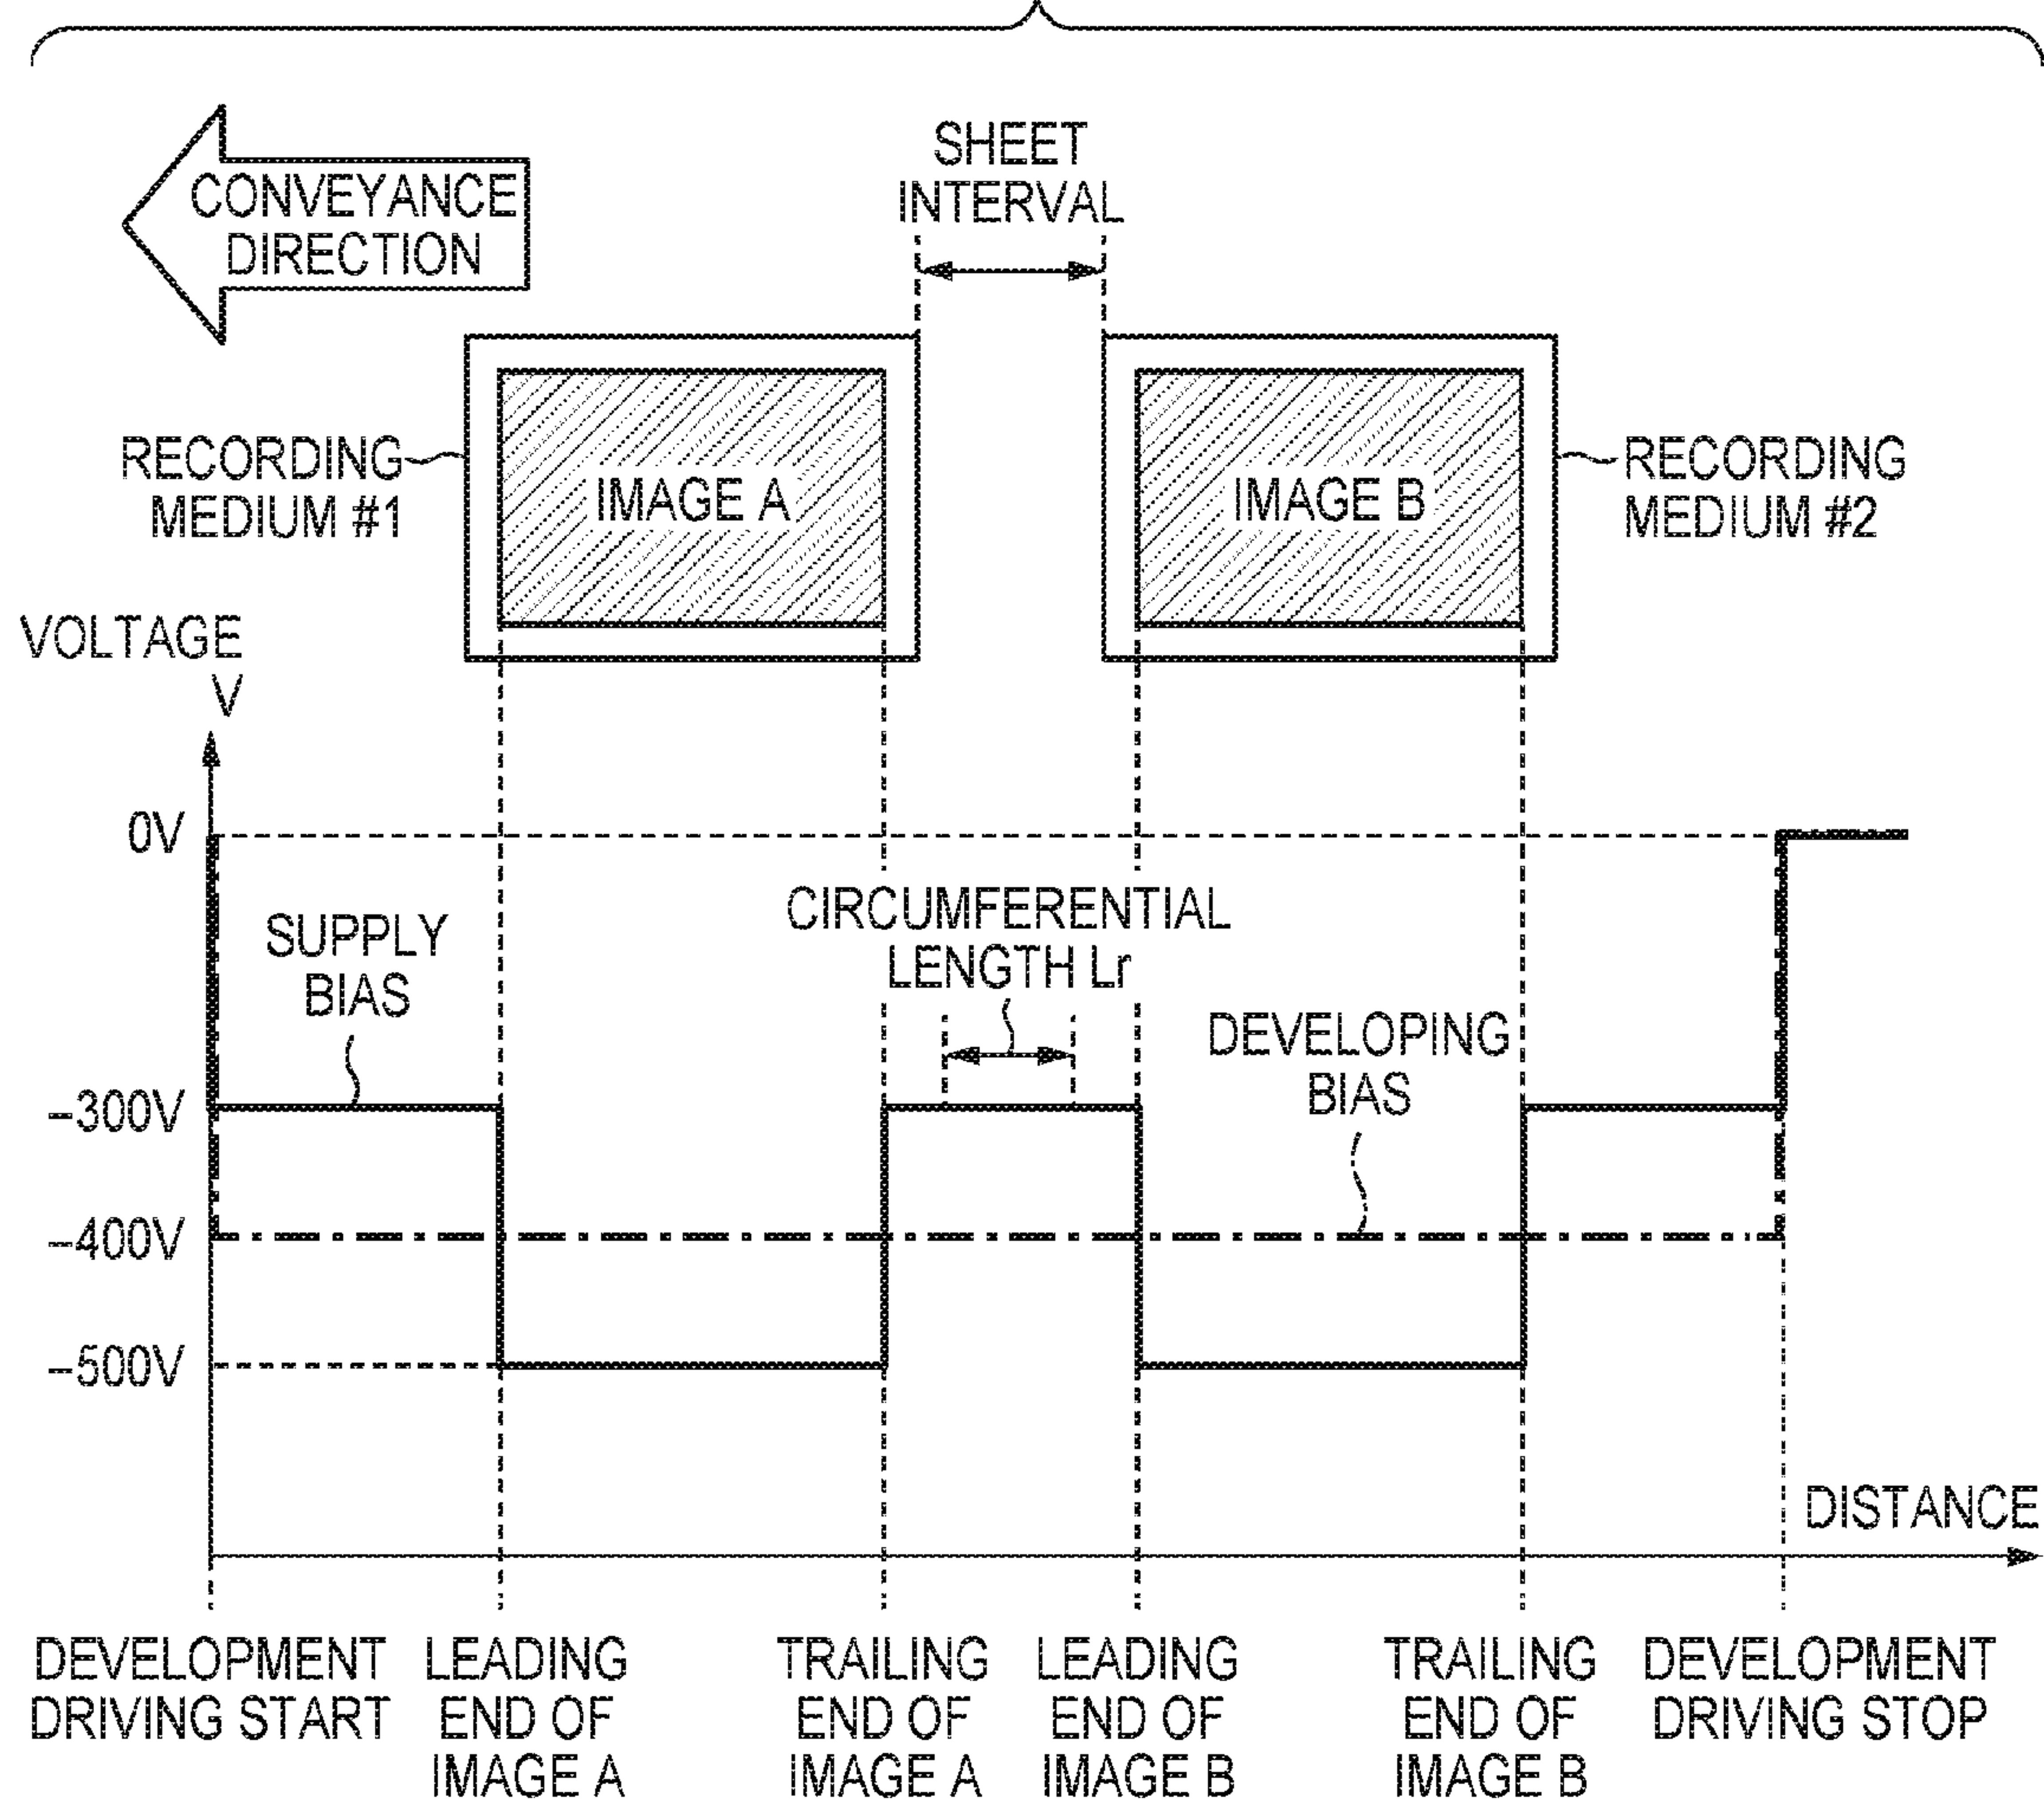 CONVEYANCE
DIRECTION
SHEET
INTERVAL
RECORDING
MEDIUM #1
IMAGE A
IMAGE B
RECORDING
MEDIUM #2
VOLTAGE
V
0V
SUPPLY
BIAS
CIRCUMFERENTIAL
LENGTH Lr
DEVELOPING
BIAS
−300V
−400V
−500V
DISTANCE
DEVELOPMENT
DRIVING START
LEADING
END OF
IMAGE A
TRAILING
END OF
IMAGE A
LEADING
END OF
IMAGE B
TRAILING
END OF
IMAGE B
DEVELOPMENT
DRIVING STOP